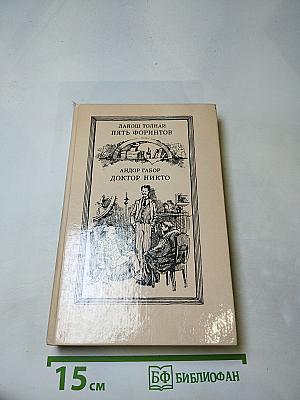 ЛАЙОШ ТОЛНАИ
ПЯТЬ ФОРИНТОВ
АНДОР ГАБОР
ДОКТОР НИКТО
15 СМ
БФ БИБЛИОФАН